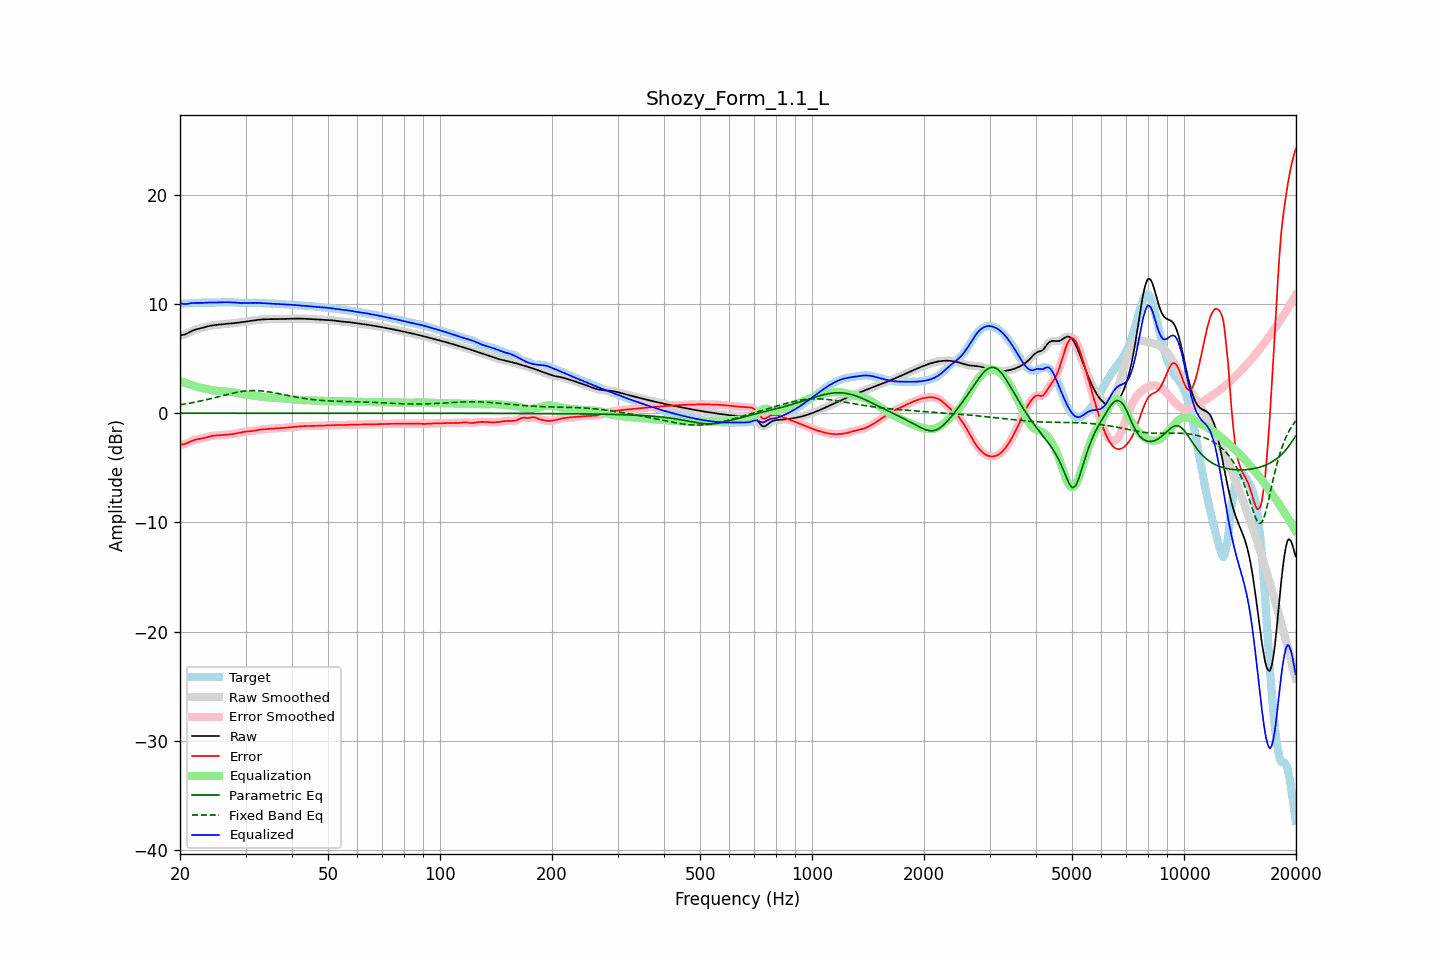 Shozy_Form_1.1_L
Amplitude (dBr)
20
10
0
−10
−20
−30
−40
Target
Raw Smoothed
Error Smoothed
Raw
Error
Equalization
Parametric Eq
Fixed Band Eq
Equalized
20 50 100 200 500 1000 2000 5000 10000 20000
Frequency (Hz)